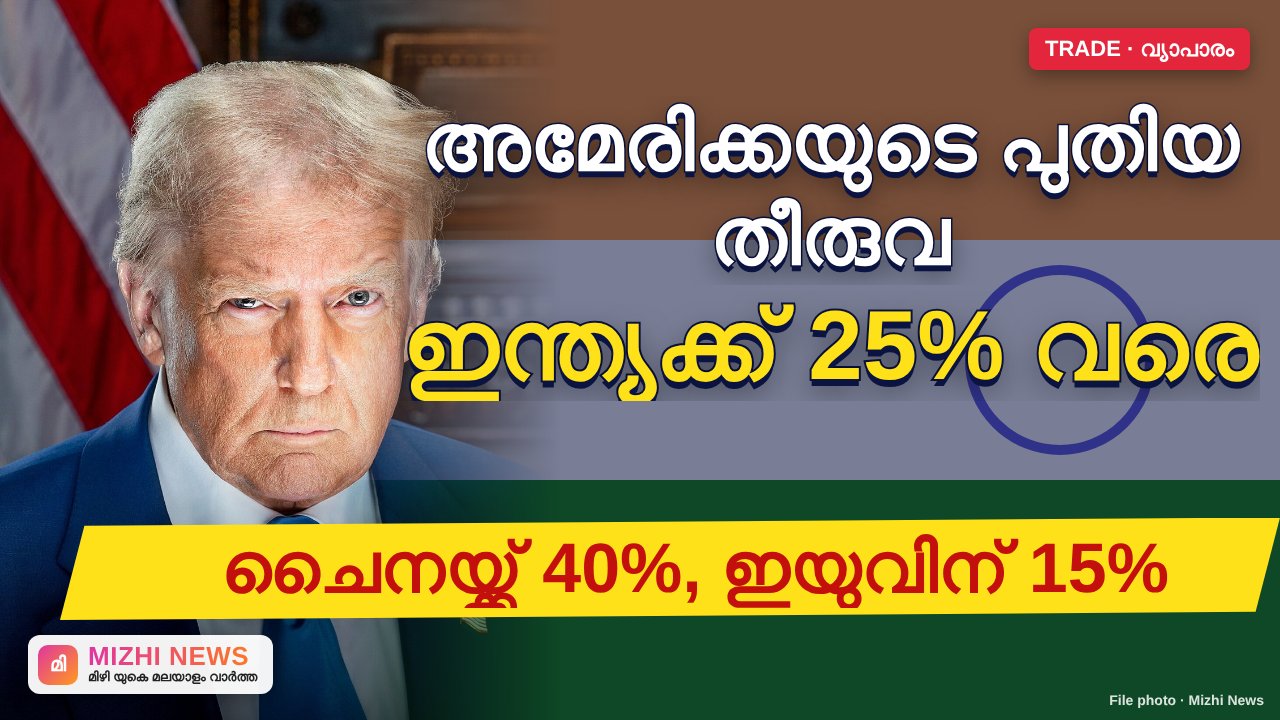 TRADE · വ്യാപാരം
അമേരിക്കയുടെ പുതിയ
തീരുവ
ഇന്ത്യക്ക് 25% വരെ
ചൈനയ്ക്ക് 40%, ഇയുവിന് 15%
മി MIZHI NEWS
മിഴി യുകെ മലയാളം വാർത്ത
File photo · Mizhi News